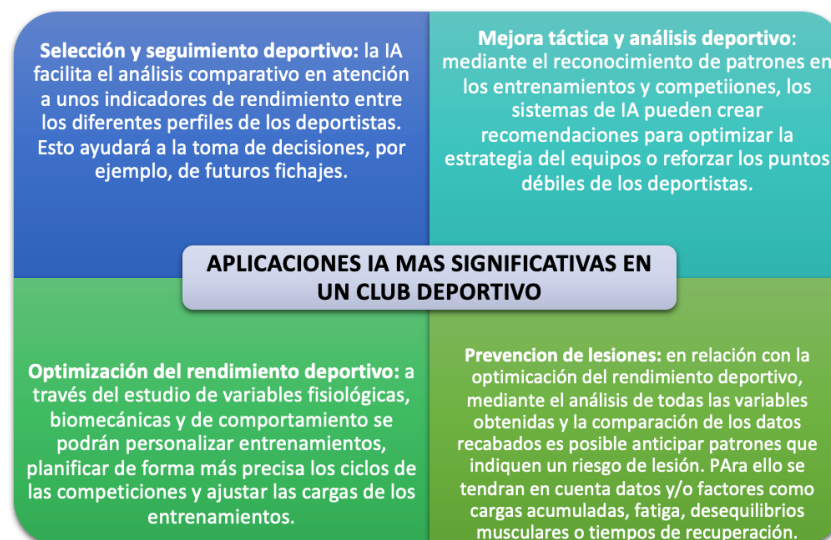 Selección y seguimiento deportivo: la IA
facilita el análisis comparativo en atención
a unos indicadores de rendimiento entre
los diferentes perfiles de los deportistas.
Esto ayudará a la toma de decisiones, por
ejemplo, de futuros fichajes.
Mejora táctica y análisis deportivo:
mediante el reconocimiento de patrones en
los entrenamientos y competiiones, los
sistemas de IA pueden crear
recomendaciones para optimizar la
estrategia del equipos o reforzar los puntos
débiles de los deportistas.
APLICACIONES IA MAS SIGNIFICATIVAS EN
UN CLUB DEPORTIVO
Optimización del rendimiento deportivo: a
través del estudio de variables fisiológicas,
biomecánicas y de comportamiento se
podrán personalizar entrenamientos,
planificar de forma más precisa los ciclos de
las competiciones y ajustar las cargas de los
entrenamientos.
Prevencion de lesiones: en relación con la
optimicación del rendimiento deportivo,
mediante el análisis de todas las variables
obtenidas y la comparación de los datos
recabados es posible anticipar patrones que
indiquen un riesgo de lesión. PAra ello se
tendran en cuenta datos y/o factores como
cargas acumuladas, fatiga, desequilibrios
musculares o tiempos de recuperación.